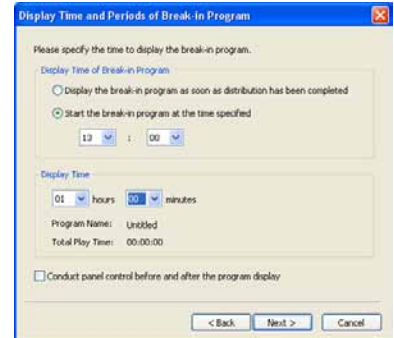 Display Time and Periods of Break-in Program
Please specify the time to display the break-in program.
Display Time of Break-in Program
Display the break-in program as soon as distribution has been completed
Start the break-in program at the time specified
13 : 00
Display Time
01 hours 00 minutes
Program Name: Untitled
Total Play Time: 00:00:00
Conduct panel control before and after the program display
< Back Next > Cancel